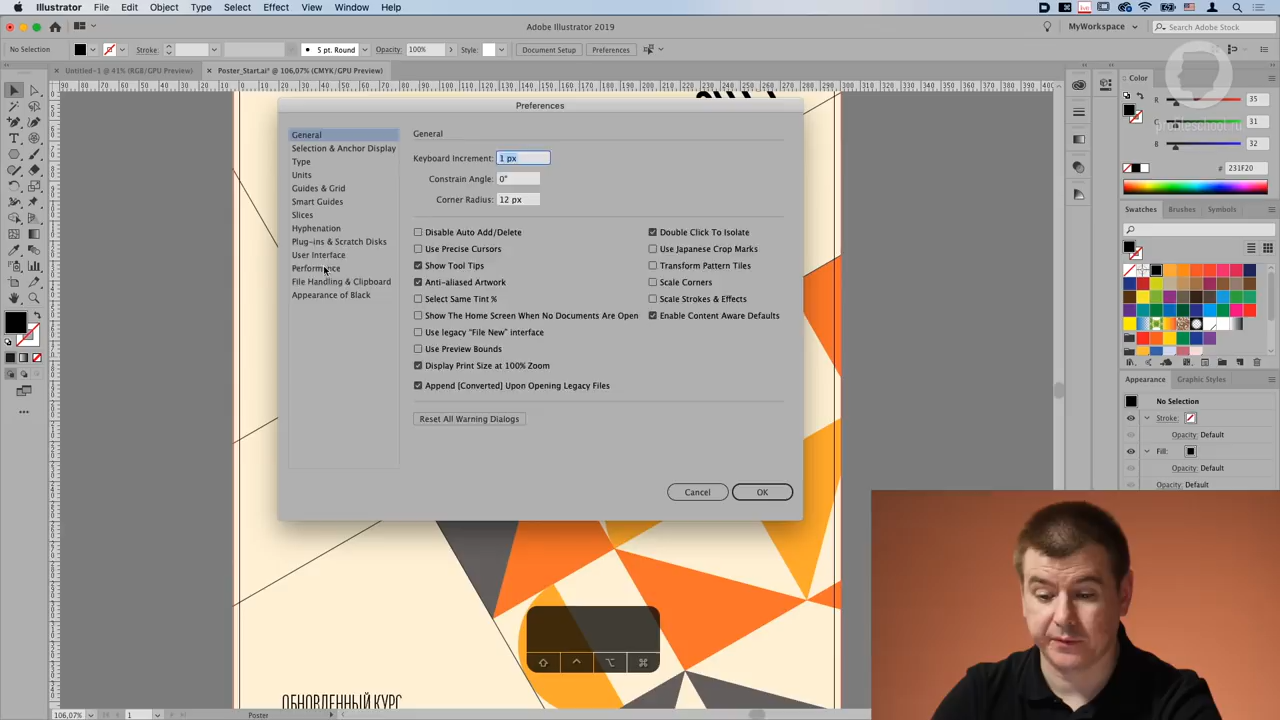 Illustrator File Edit Object Type Select Effect View Window Help
Adobe Illustrator 2019
MyWorkspace
Search Adobe Stock
No Selection
Stroke:
5 pt. Round
Opacity: 100%
Style:
Document Setup
Preferences
Untitled-1 @ 41% (RGB/GPU Preview)
Poster_Start.ai* @ 106,07% (CMYK/GPU Preview)
Preferences
General
Selection & Anchor Display
Type
Units
Guides & Grid
Smart Guides
Slices
Hyphenation
Plug-ins & Scratch Disks
User Interface
Performance
File Handling & Clipboard
Appearance of Black
General
Keyboard Increment: 1 px
Constrain Angle: 0°
Corner Radius: 12 px
Disable Auto Add/Delete
Use Precise Cursors
Show Tool Tips
Anti-aliased Artwork
Select Same Tint %
Show The Home Screen When No Documents Are Open
Use legacy "File New" interface
Use Preview Bounds
Display Print Size at 100% Zoom
Append [Converted] Upon Opening Legacy Files
Double Click To Isolate
Use Japanese Crop Marks
Transform Pattern Tiles
Scale Corners
Scale Strokes & Effects
Enable Content Aware Defaults
Reset All Warning Dialogs
Cancel
OK
Color
R 35
G 31
B 32
# 231F20
Swatches Brushes Symbols
Appearance Graphic Styles
No Selection
Stroke:
Opacity: Default
Fill:
Opacity: Default
Opacity: Default
ОБНОВЛЕННЫЙ КУРС
106,07%
1
Poster